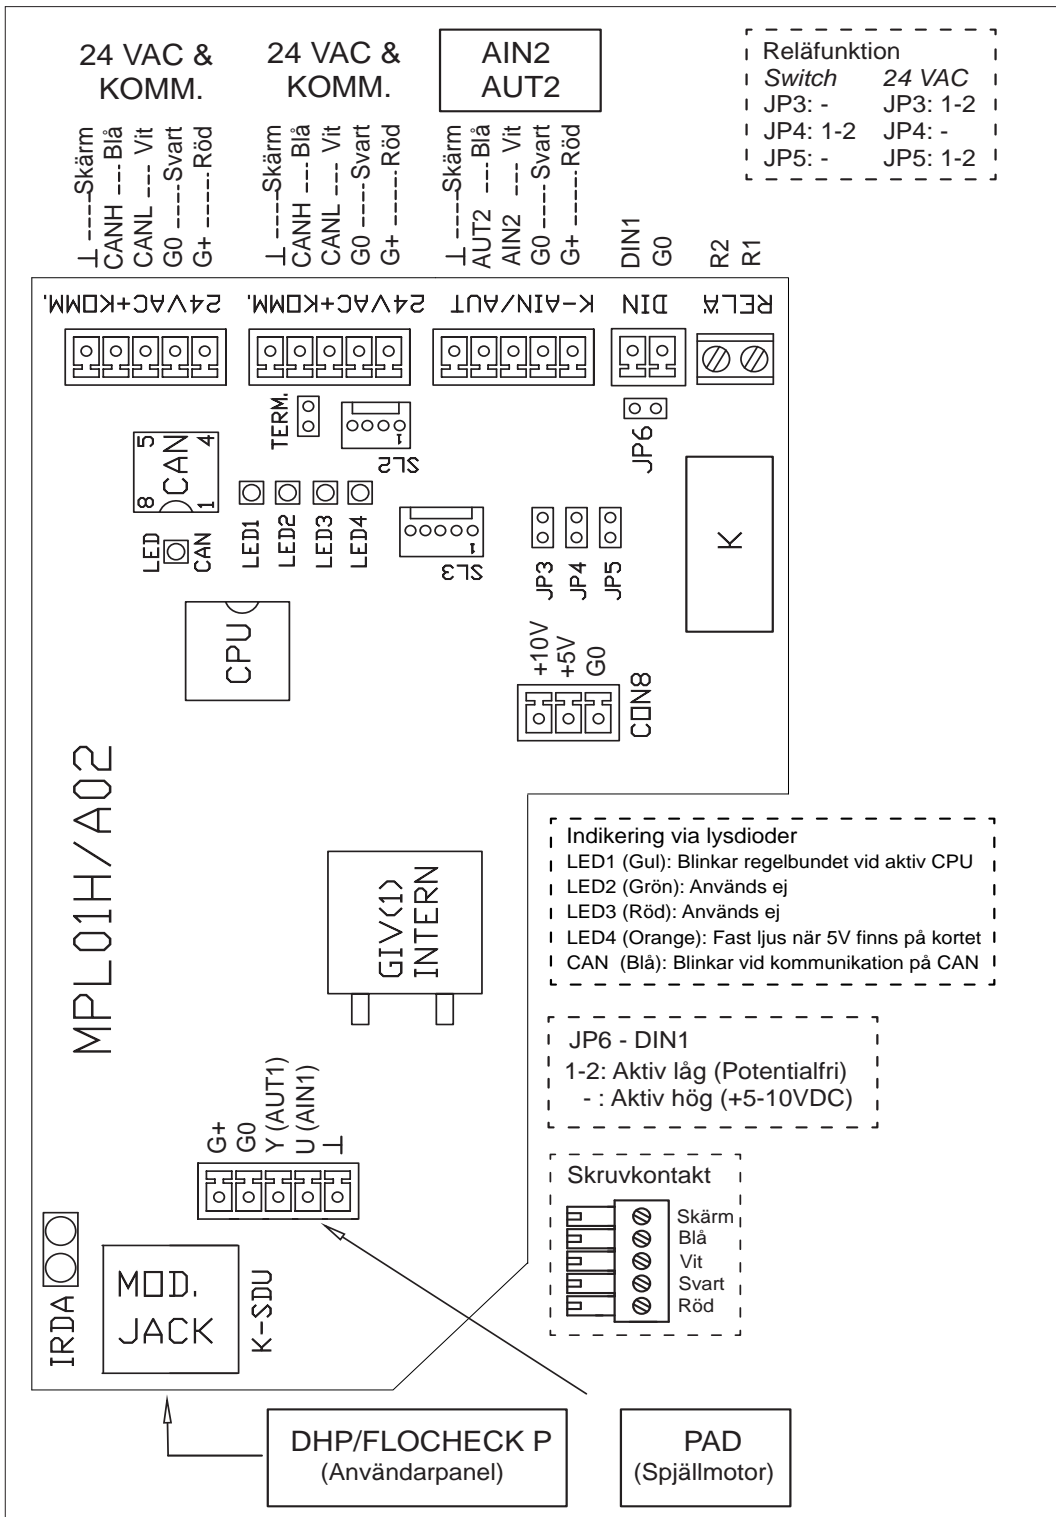 24 VAC &
KOMM.
24 VAC &
KOMM.
AIN2
AUT2
Reläfunktion
Switch 24 VAC
JP3: - JP3: 1-2
JP4: 1-2 JP4: -
JP5: - JP5: 1-2
⊥ -----Skärm
CANH --- Blå
CANL ---- Vit
G0 ----Svart
G+ -----Röd
⊥ -----Skärm
CANH --- Blå
CANL ---- Vit
G0 ----Svart
G+ -----Röd
⊥ -----Skärm
AUT2 --- Blå
AIN2 ---- Vit
G0 ----Svart
G+ -----Röd
DIN1
G0
R2
R1
24VAC+KOMM.
24VAC+KOMM.
K-AIN/AUT
DIN
RELÄ
TERM.
SL2
JP6
5
4
CAN
8
1
LED
CAN
LED1
LED2
LED3
LED4
1
1
SL3
JP3
JP4
JP5
K
CPU
+10V
+5V
G0
CON8
MPL01H/A02
GIV(1)
INTERN
Indikering via lysdioder
LED1 (Gul): Blinkar regelbundet vid aktiv CPU
LED2 (Grön): Används ej
LED3 (Röd): Används ej
LED4 (Orange): Fast ljus när 5V finns på kortet
CAN (Blå): Blinkar vid kommunikation på CAN
JP6 - DIN1
1-2: Aktiv låg (Potentialfri)
- : Aktiv hög (+5-10VDC)
G+
G0
Y (AUT1)
U (AIN1)
⊥
Skruvkontakt
Skärm
Blå
Vit
Svart
Röd
IRDA
MOD.
JACK
K-SDU
DHP/FLOCHECK P
(Användarpanel)
PAD
(Spjällmotor)